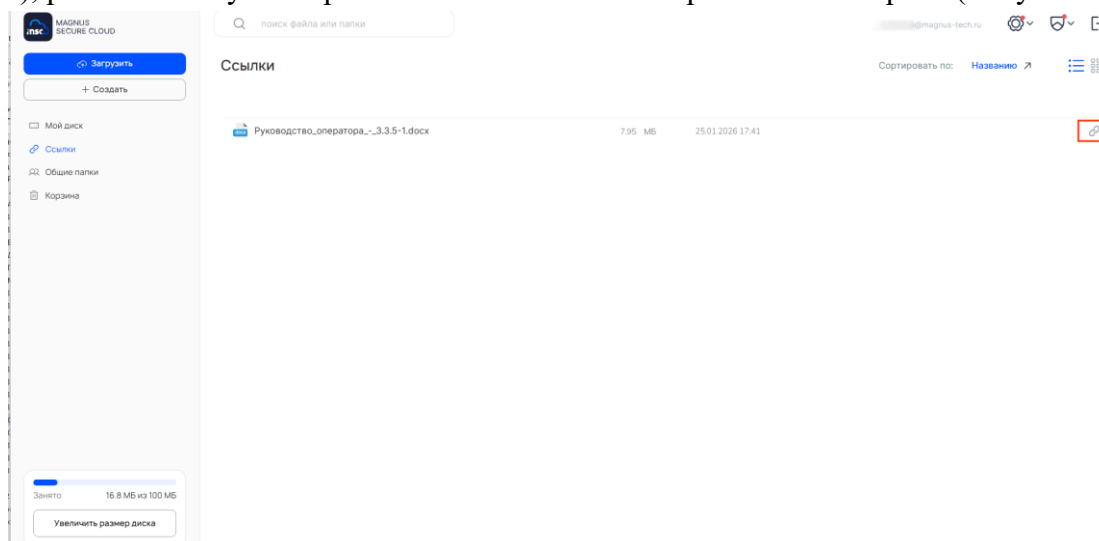 MAGNUS
SECURE CLOUD
msc
поиск файла или папки
@magnus-tech.ru
Загрузить
+ Создать
Ссылки
Сортировать по: Названию
Мой диск
Ссылки
Общие папки
Корзина
Руководство_оператора_-_3.3.5-1.docx 7.95 МБ 25.01.2026 17:41
Занято 16.8 МБ из 100 МБ
Увеличить размер диска